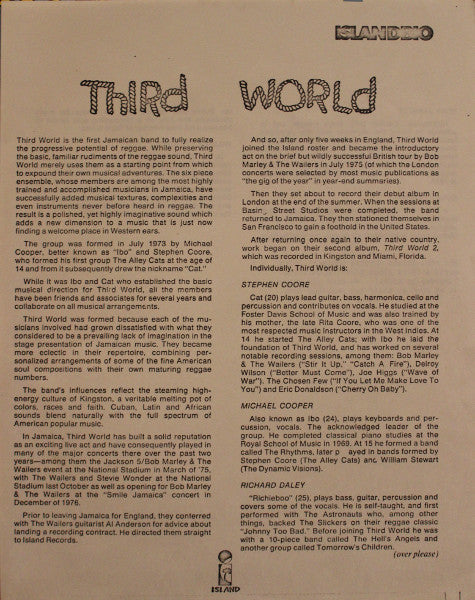 ISLAND BIO
THIRd WORLd
Third World is the first Jamaican band to fully realize
the progressive potential of reggae. While preserving
the basic, familiar rudiments of the reggae sound, Third
World merely uses them as a starting point from which
to expound their own musical adventures. The six piece
ensemble, whose members are among the most highly
trained and accomplished musicians in Jamaica, have
successfully added musical textures, complexities and
even instruments never before heard in reggae. The
result is a polished, yet highly imaginative sound which
adds a new dimension to a music that is just now
finding a welcome place in Western ears.
The group was formed in July 1973 by Michael
Cooper, better known as "Ibo" and Stephen Coore,
who formed his first group The Alley Cats at the age of
14 and from it subsequently drew the nickname "Cat."
While it was Ibo and Cat who established the basic
musical direction for Third World, all the members
have been friends and associates for several years and
collaborate on all musical arrangements.
Third World was formed because each of the mu-
sicians involved had grown dissatisfied with what they
considered to be a prevailing lack of imagination in the
stage presentation of Jamaican music. They became
more eclectic in their repertoire, combining per-
sonalized arrangements of some of the fine American
soul compositions with their own maturing reggae
numbers.
The band's influences reflect the steaming high-
energy culture of Kingston, a veritable melting pot of
colors, races and faith. Cuban, Latin and African
sounds blend naturally with the full spectrum of
American popular music.
In Jamaica, Third World has built a solid reputation
as an exciting live act and have consequently played in
many of the major concerts there over the past two
years—among them the Jackson 5/Bob Marley & The
Wailers event at the National Stadium in March of '75,
with The Wailers and Stevie Wonder at the National
Stadium last October as well as opening for Bob Marley
& The Wailers at the "Smile Jamaica" concert in
December of 1976.
Prior to leaving Jamaica for England, they conferred
with The Wailers guitarist Al Anderson for advice about
landing a recording contract. He directed them straight
to Island Records.
And so, after only five weeks in England, Third World
joined the Island roster and became the introductory
act on the brief but wildly successful British tour by Bob
Marley & The Wailers in July 1975 (of which the London
concerts were selected by most music publications as
"the gig of the year" in year-end summaries).
Then they set about to record their debut album in
London at the end of the summer. When the sessions at
Basin_ Street Studios were completed, the band
returned to Jamaica. They then stationed themselves in
San Francisco to gain a foothold in the United States.
After returning once again to their native country,
work began on their second album, Third World 2,
which was recorded in Kingston and Miami, Florida.
Individually, Third World is:
STEPHEN COORE
Cat (20) plays lead guitar, bass, harmonica, cello and
percussion and contributes on vocals. He studied at the
Foster Davis School of Music and was also trained by
his mother, the late Rita Coore, who was one of the
most respected music instructors in the West Indies. At
14 he started The Alley Cats; with Ibo he laid the
foundation of Third World, and has worked on several
notable recording sessions, among them: Bob Marley
& The Wailers ("Stir It Up," "Catch A Fire"), Delroy
Wilson ("Better Must Come"), Joe Higgs ("Wave of
War"). The Chosen Few ("If You Let Me Make Love To
You") and Eric Donaldson ("Cherry Oh Baby").
MICHAEL COOPER
Also known as Ibo (24), plays keyboards and per-
cussion, vocals. The acknowledged leader of the
group. He completed classical piano studies at the
Royal School of Music in 1969. At 15 he formed a band
called The Rhythms, later p ayed in bands formed by
Stephen Coore (The Alley Cats) anc William Stewart
(The Dynamic Visions).
RICHARD DALEY
"Richieboo" (25), plays bass, guitar, percussion and
covers some of the vocals. He is self-taught, and first
performed with The Astronauts who, among other
things, backed The Slickers on their reggae classic
"Johnny Too Bad." Before joining Third World he was
with a 10-piece band called The Hell's Angels and
another group called Tomorrow's Children.
(over please)
ISLAND